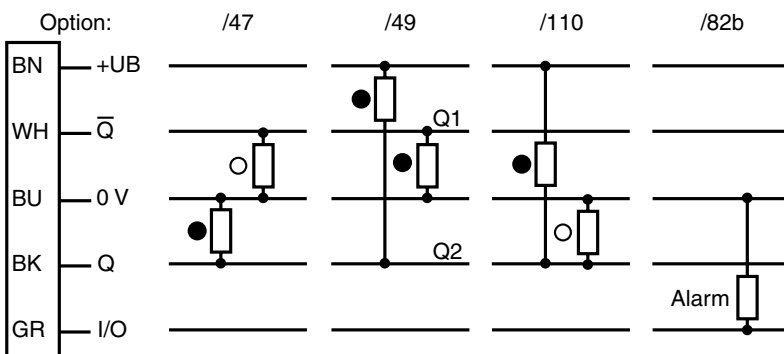 Option: /47 /49 /110 /82b
BN +UB
WH Q̅ Q1
BU 0 V
BK Q Q2
Alarm
GR I/O